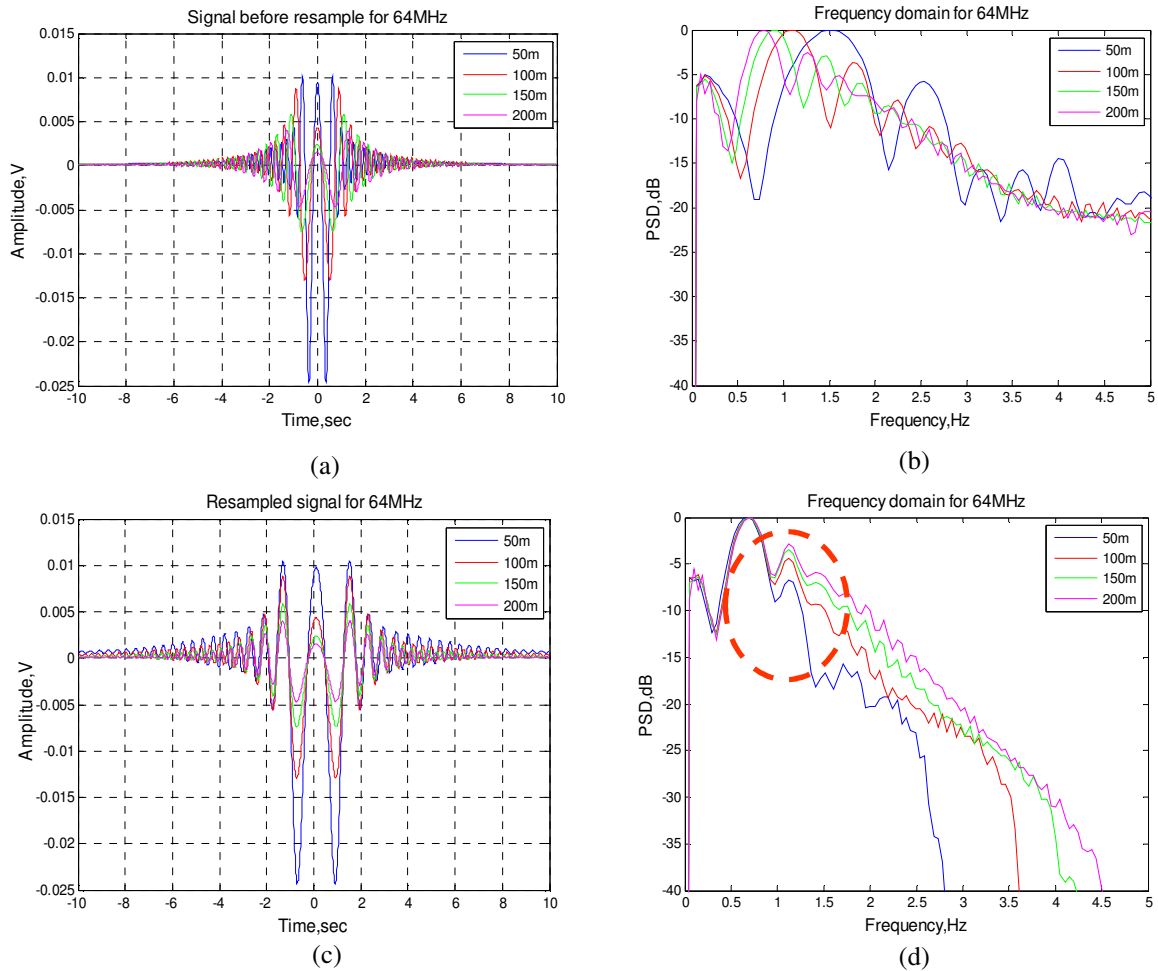 Signal before resample for 64MHz
0.015
0.01
0.005
0
-0.005
-0.01
-0.015
-0.02
-0.025
Amplitude,V
50m
100m
150m
200m
-10 -8 -6 -4 -2 0 2 4 6 8 10
Time,sec
(a)
Frequency domain for 64MHz
0
-5
-10
-15
-20
-25
-30
-35
-40
PSD,dB
50m
100m
150m
200m
0 0.5 1 1.5 2 2.5 3 3.5 4 4.5 5
Frequency,Hz
(b)
Resampled signal for 64MHz
0.015
0.01
0.005
0
-0.005
-0.01
-0.015
-0.02
-0.025
Amplitude,V
50m
100m
150m
200m
-10 -8 -6 -4 -2 0 2 4 6 8 10
Time,sec
(c)
Frequency domain for 64MHz
0
-5
-10
-15
-20
-25
-30
-35
-40
PSD,dB
50m
100m
150m
200m
0 0.5 1 1.5 2 2.5 3 3.5 4 4.5 5
Frequency,Hz
(d)